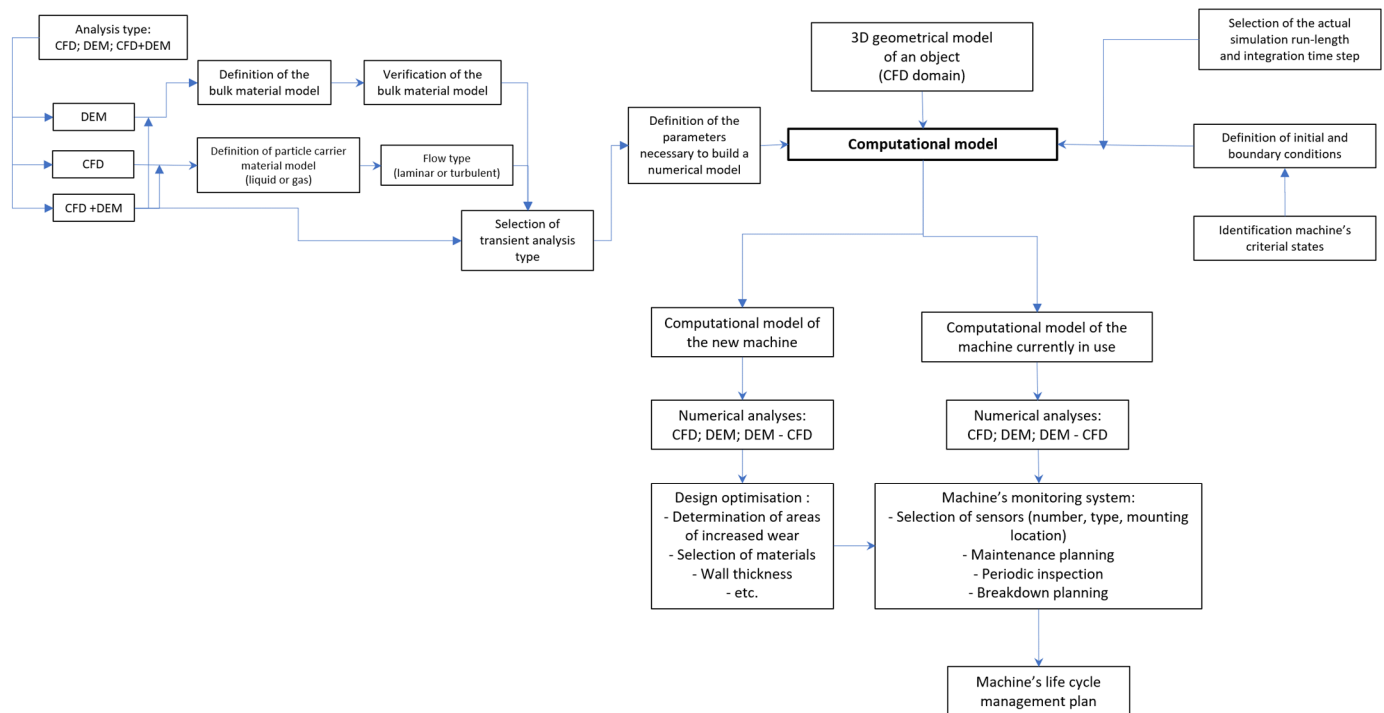 Analysis type:
CFD; DEM; CFD+DEM
DEM
CFD
CFD +DEM
Definition of the
bulk material model
Verification of the
bulk material model
Definition of particle carrier
material model
(liquid or gas)
Flow type
(laminar or turbulent)
Selection of
transient analysis
type
Definition of the
parameters
necessary to build a
numerical model
3D geometrical model
of an object
(CFD domain)
Computational model
Selection of the actual
simulation run-length
and integration time step
Definition of initial and
boundary conditions
Identification machine's
criterial states
Computational model of
the new machine
Computational model of the
machine currently in use
Numerical analyses:
CFD; DEM; DEM - CFD
Numerical analyses:
CFD; DEM; DEM - CFD
Design optimisation :
- Determination of areas
of increased wear
- Selection of materials
- Wall thickness
- etc.
Machine's monitoring system:
- Selection of sensors (number, type, mounting
location)
- Maintenance planning
- Periodic inspection
- Breakdown planning
Machine's life cycle
management plan